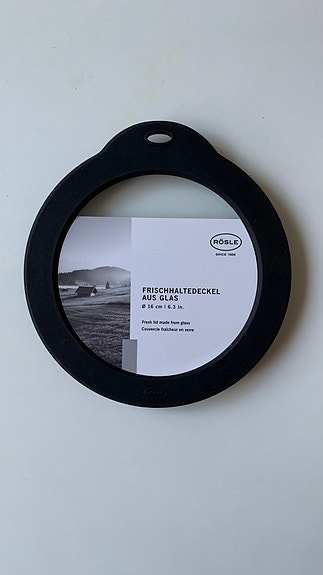 RÖSLE
SINCE 1888
FRISCHHALTEDECKEL
AUS GLAS
Ø 16 cm | 6.3 in.
Fresh lid made from glass
Couvercle fraîcheur en verre